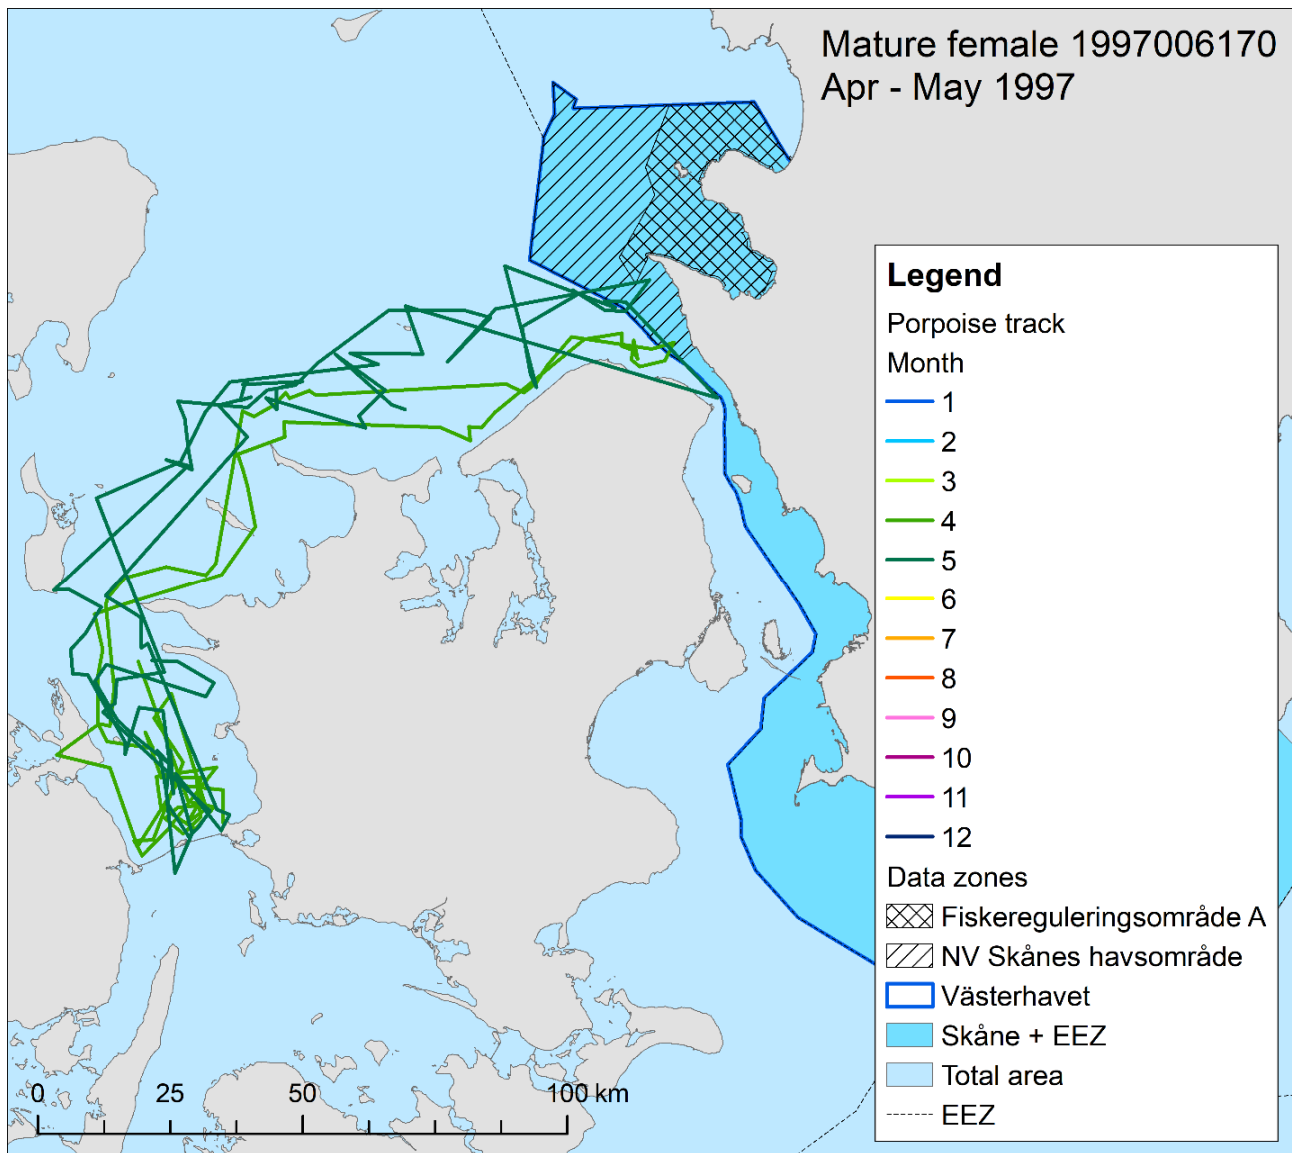 Mature female 1997006170
Apr - May 1997
Legend
Porpoise track
Month
1
2
3
4
5
6
7
8
9
10
11
12
Data zones
Fiskereguleringsområde A
NV Skånes havsområde
Västerhavet
Skåne + EEZ
Total area
EEZ
0 25 50 100 km